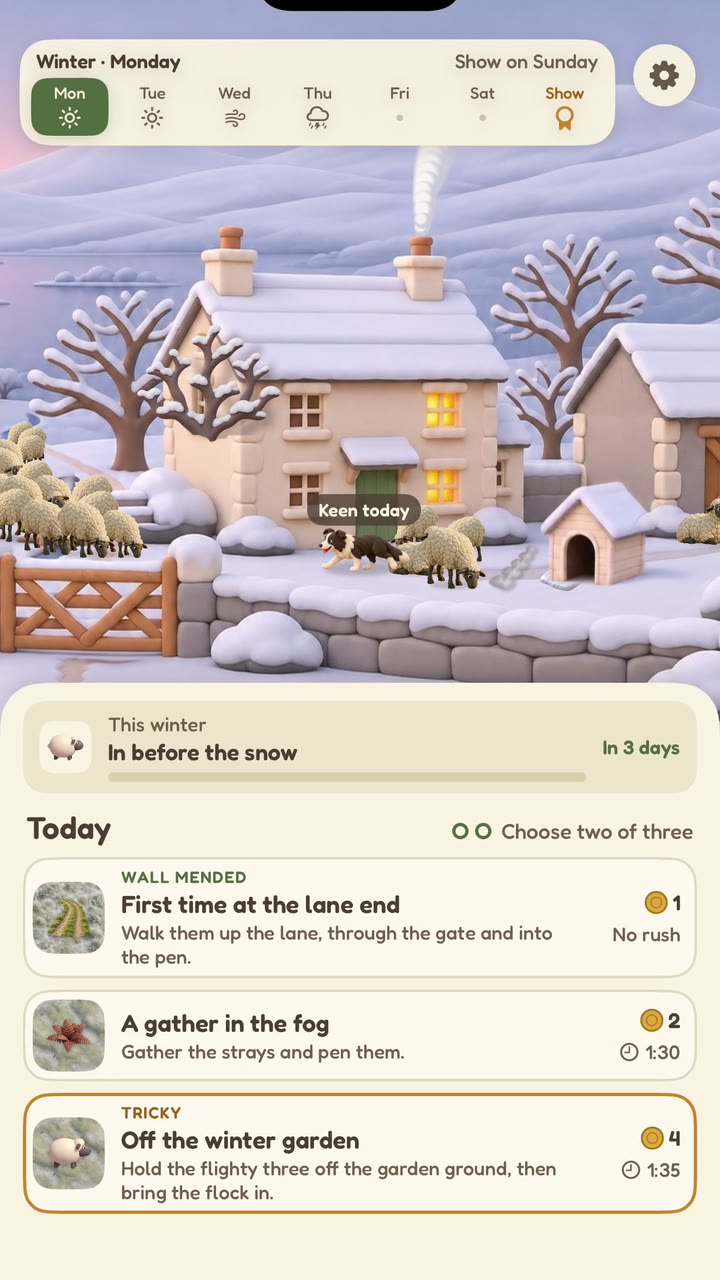 Winter · Monday
Show on Sunday
Mon
Tue
Wed
Thu
Fri
Sat
Show
Keen today
This winter
In before the snow
In 3 days
Today
Choose two of three
WALL MENDED
First time at the lane end
1
Walk them up the lane, through the gate and into
the pen.
No rush
A gather in the fog
2
Gather the strays and pen them.
1:30
TRICKY
Off the winter garden
4
Hold the flighty three off the garden ground, then
bring the flock in.
1:35